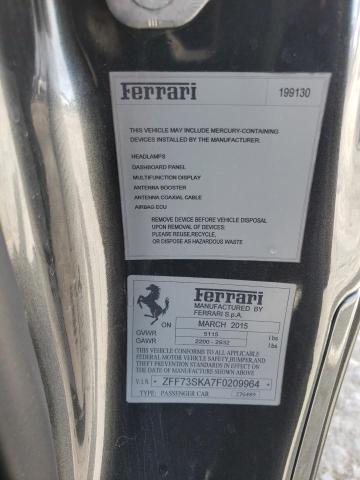 Ferrari 199130
THIS VEHICLE MAY INCLUDE MERCURY-CONTAINING
DEVICES INSTALLED BY THE MANUFACTURER:
HEADLAMPS
DASHBOARD PANEL
MULTIFUNCTION DISPLAY
ANTENNA BOOSTER
ANTENNA COAXIAL CABLE
AIRBAG ECU
REMOVE DEVICE BEFORE VEHICLE DISPOSAL
UPON REMOVAL OF DEVICES:
PLEASE REUSE,RECYCLE,
OR DISPOSE AS HAZARDOUS WASTE
Ferrari
MANUFACTURED BY
FERRARI S.p.A.
ON MARCH 2015
GVWR 5115 lbs
GAWR 2200 - 2932 lbs
THIS VEHICLE CONFORMS TO ALL APPLICABLE
FEDERAL MOTOR VEHICLE SAFETY,BUMPER,AND
THEFT PREVENTION STANDARDS IN EFFECT ON THE
DATE OF MANUFACTURE SHOWN ABOVE.
V.I.N. * ZFF73SKA7F0209964 *
TYPE: PASSENGER CAR